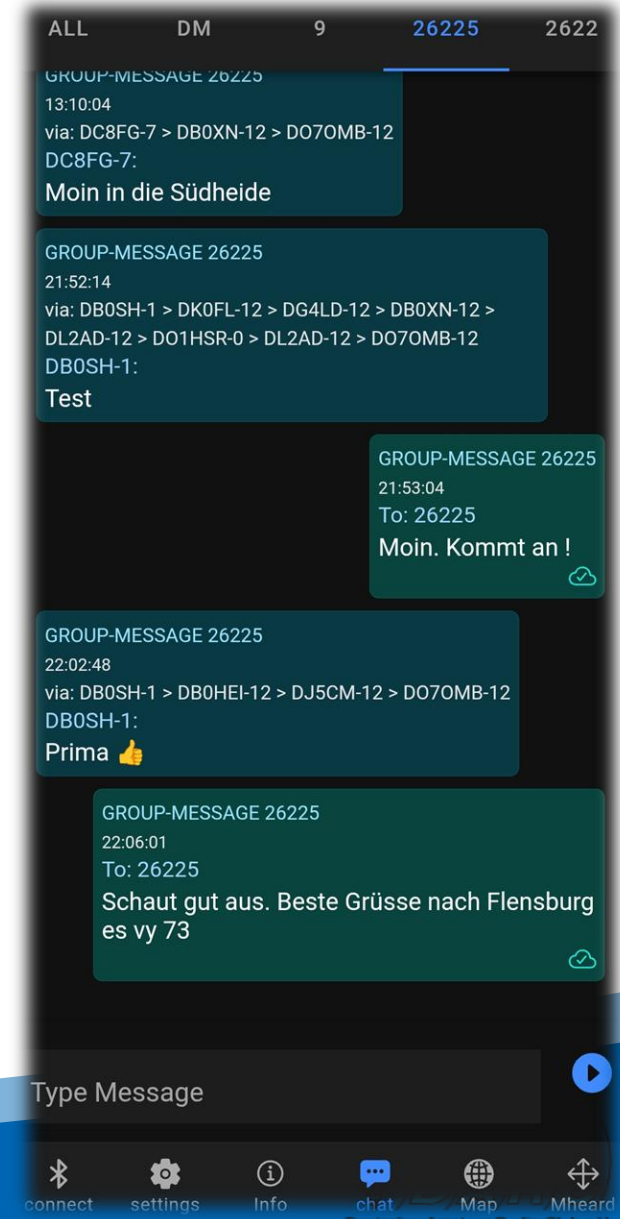 ALL DM 9 26225 2622
GROUP-MESSAGE 26225
13:10:04
via: DC8FG-7 > DB0XN-12 > DO7OMB-12
DC8FG-7:
Moin in die Südheide
GROUP-MESSAGE 26225
21:52:14
via: DB0SH-1 > DK0FL-12 > DG4LD-12 > DB0XN-12 >
DL2AD-12 > DO1HSR-0 > DL2AD-12 > DO7OMB-12
DB0SH-1:
Test
GROUP-MESSAGE 26225
21:53:04
To: 26225
Moin. Kommt an !
GROUP-MESSAGE 26225
22:02:48
via: DB0SH-1 > DB0HEI-12 > DJ5CM-12 > DO7OMB-12
DB0SH-1:
Prima 👍
GROUP-MESSAGE 26225
22:06:01
To: 26225
Schaut gut aus. Beste Grüsse nach Flensburg
es vy 73
Type Message
connect settings Info chat Map Mheard